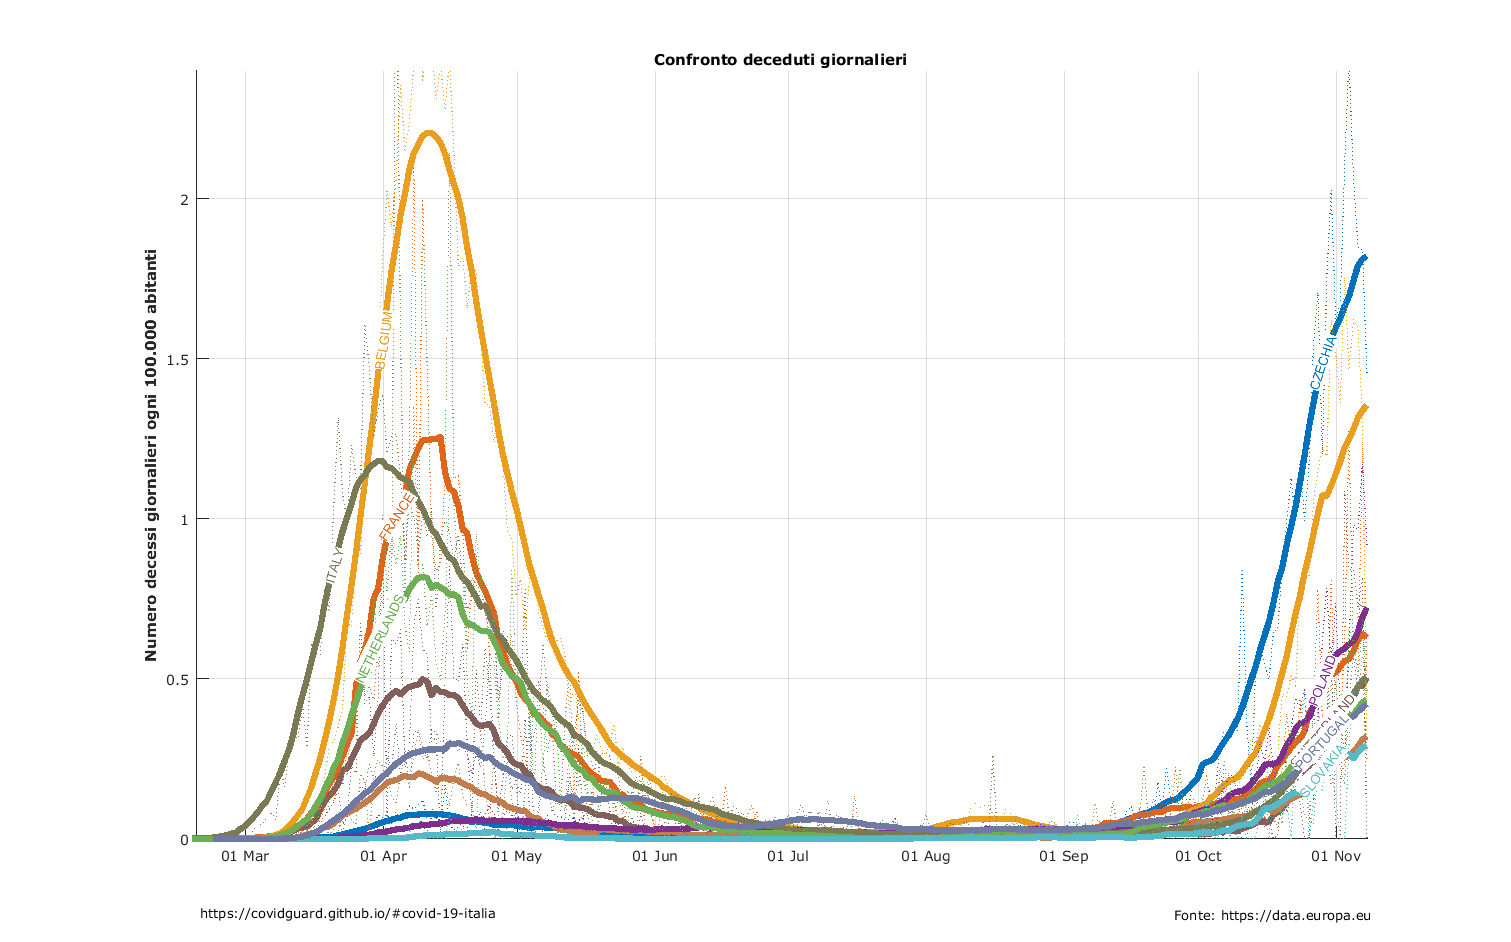 Confronto deceduti giornalieri
Numero decessi giornalieri ogni 100.000 abitanti
2
1.5
1
0.5
0
BELGIUM
FRANCE
ITALY
NETHERLANDS
CZECHIA
POLAND
PORTUGAL
SLOVAKIA
01 Mar
01 Apr
01 May
01 Jun
01 Jul
01 Aug
01 Sep
01 Oct
01 Nov
https://covidguard.github.io/#covid-19-italia
Fonte: https://data.europa.eu